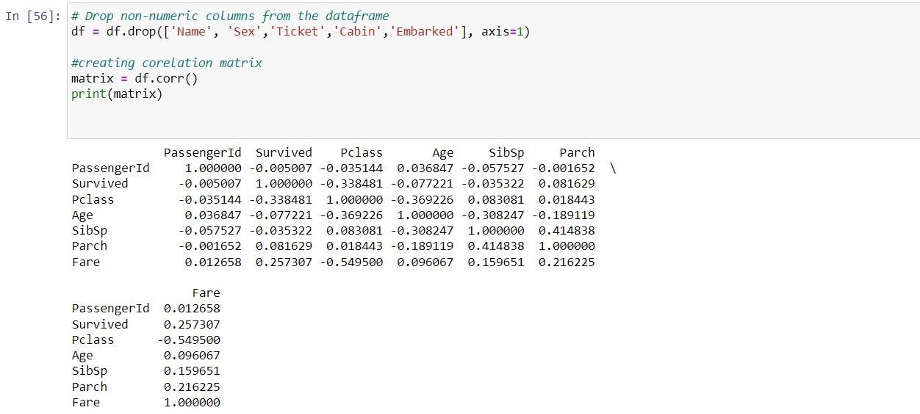 In [56]: # Drop non-numeric columns from the dataframe
df = df.drop(['Name', 'Sex','Ticket','Cabin','Embarked'], axis=1)
#creating corelation matrix
matrix = df.corr()
print(matrix)
PassengerId Survived Pclass Age SibSp Parch
PassengerId 1.000000 -0.005007 -0.035144 0.036847 -0.057527 -0.001652 \
Survived -0.005007 1.000000 -0.338481 -0.077221 -0.035322 0.081629
Pclass -0.035144 -0.338481 1.000000 -0.369226 0.083081 0.018443
Age 0.036847 -0.077221 -0.369226 1.000000 -0.308247 -0.189119
SibSp -0.057527 -0.035322 0.083081 -0.308247 1.000000 0.414838
Parch -0.001652 0.081629 0.018443 -0.189119 0.414838 1.000000
Fare 0.012658 0.257307 -0.549500 0.096067 0.159651 0.216225
Fare
PassengerId 0.012658
Survived 0.257307
Pclass -0.549500
Age 0.096067
SibSp 0.159651
Parch 0.216225
Fare 1.000000